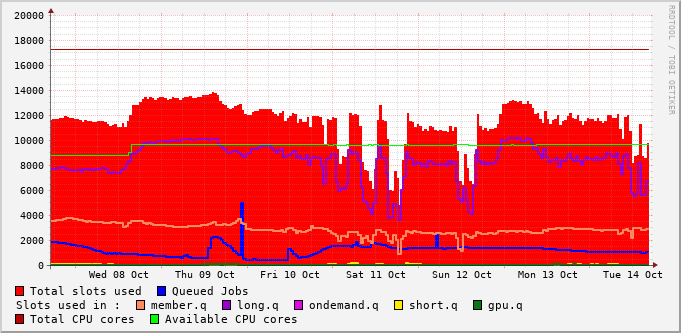 20000
18000
16000
14000
12000
10000
8000
6000
4000
2000
0
Wed 08 Oct Thu 09 Oct Fri 10 Oct Sat 11 Oct Sun 12 Oct Mon 13 Oct Tue 14 Oct
Total slots used Queued Jobs
Slots used in : member.q long.q ondemand.q short.q gpu.q
Total CPU cores Available CPU cores
RRDTOOL / TOBI OETIKER